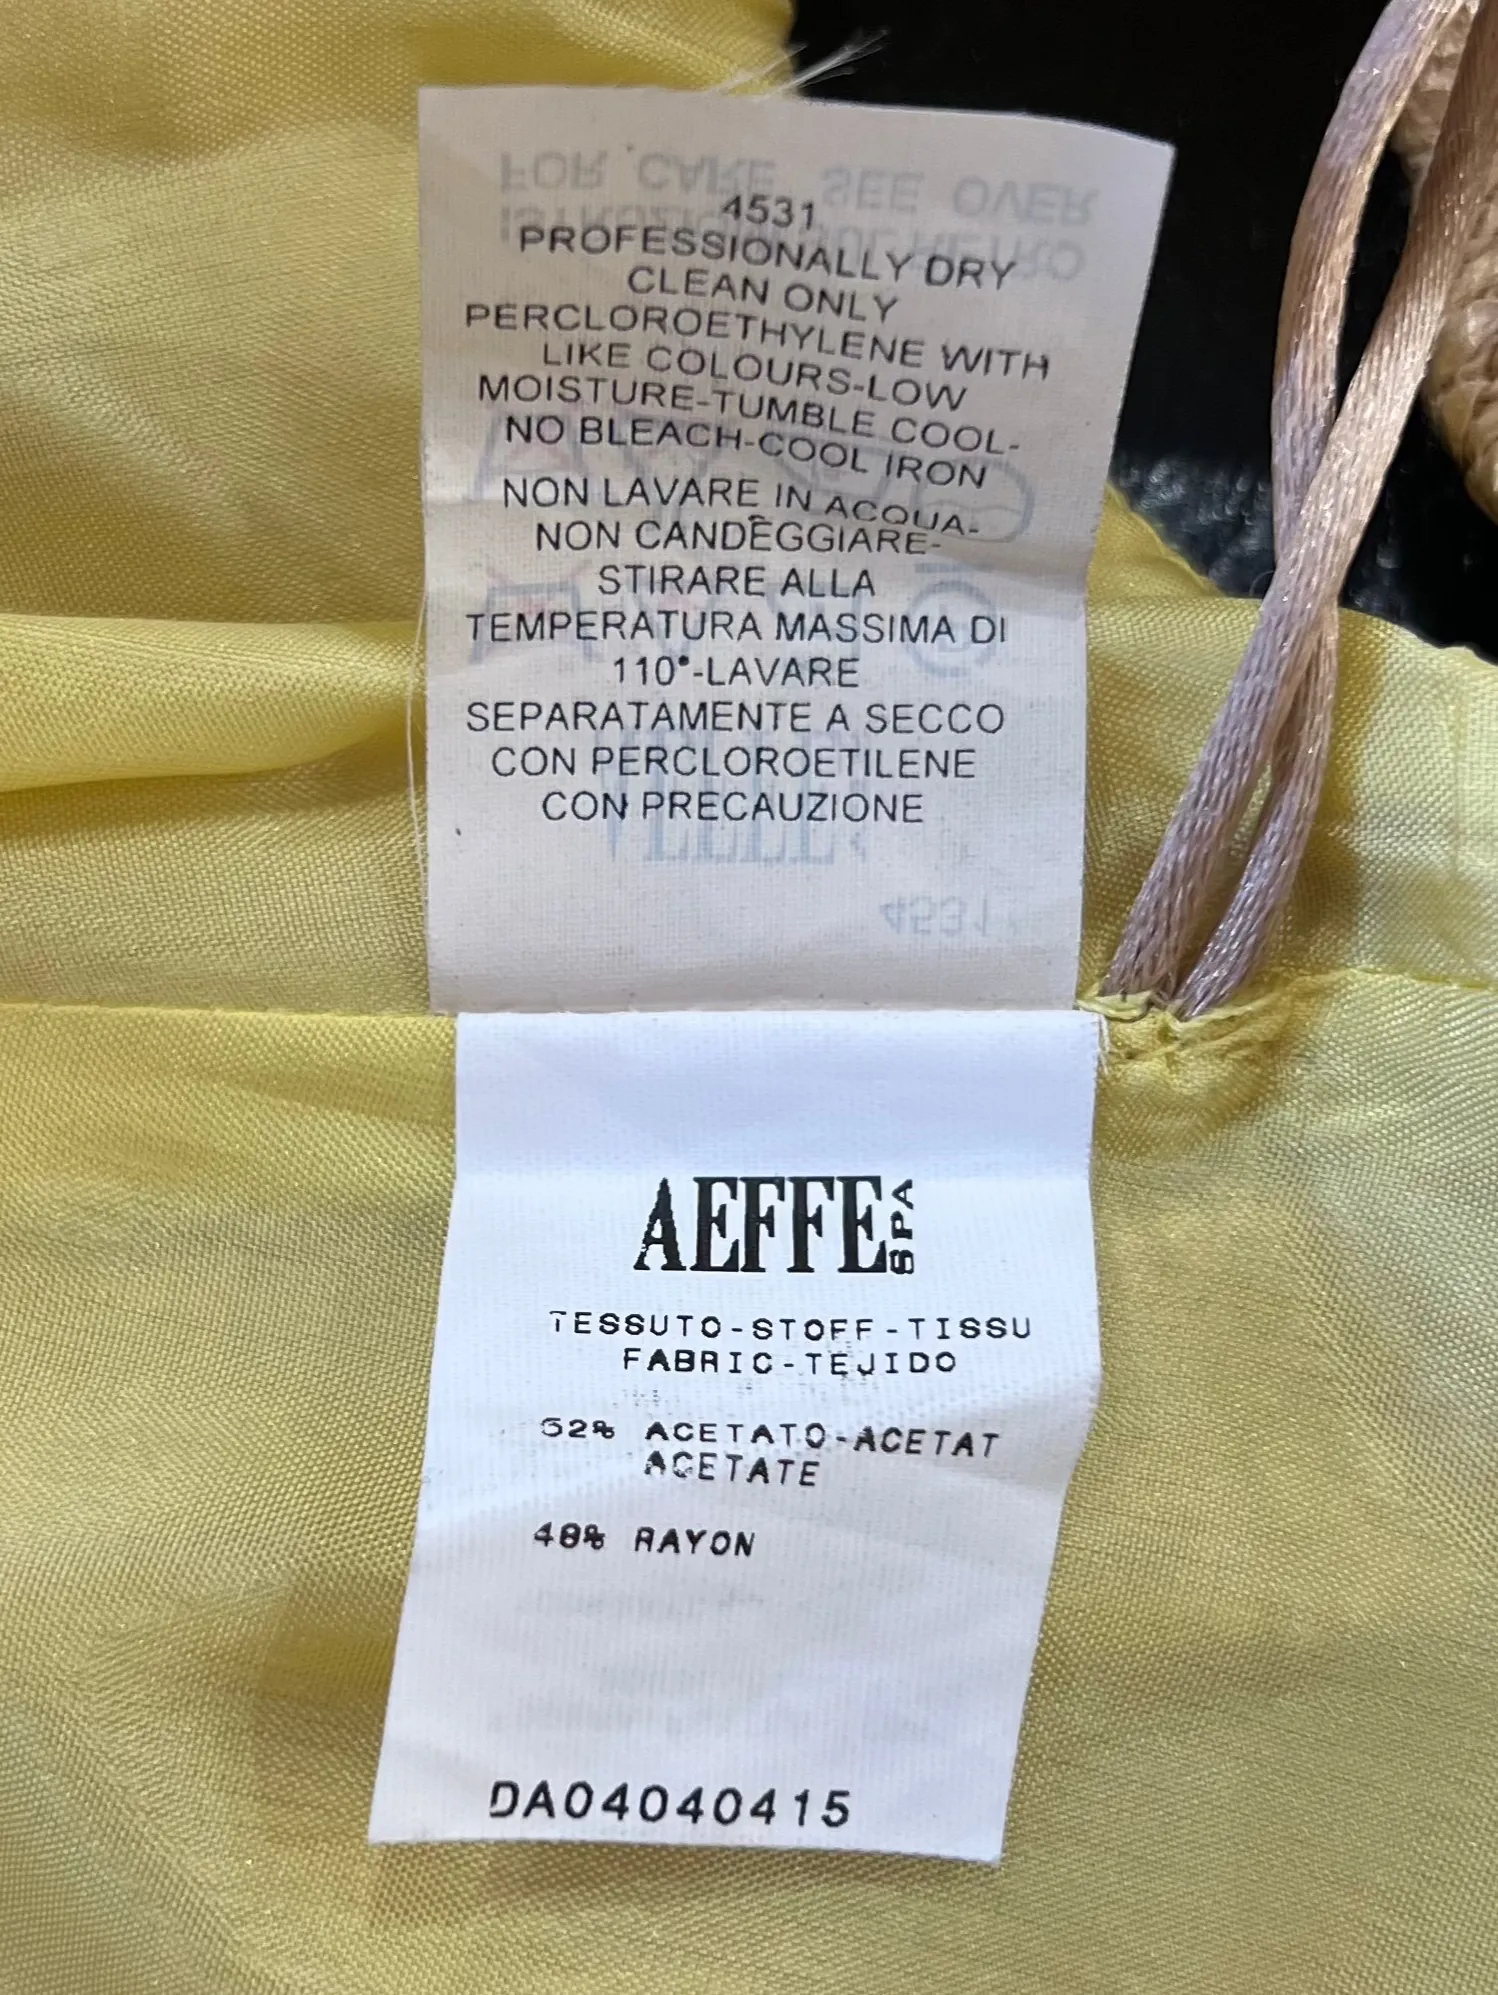 4531
PROFESSIONALLY DRY
CLEAN ONLY
PERCLOROETHYLENE WITH
LIKE COLOURS-LOW
MOISTURE-TUMBLE COOL-
NO BLEACH-COOL IRON
NON LAVARE IN ACQUA-
NON CANDEGGIARE-
STIRARE ALLA
TEMPERATURA MASSIMA DI
110°-LAVARE
SEPARATAMENTE A SECCO
CON PERCLOROETILENE
CON PRECAUZIONE
AEFFE SPA
TESSUTO-STOFF-TISSU
FABRIC-TEJIDO
52% ACETATO-ACETAT
ACETATE
48% RAYON
DA04040415